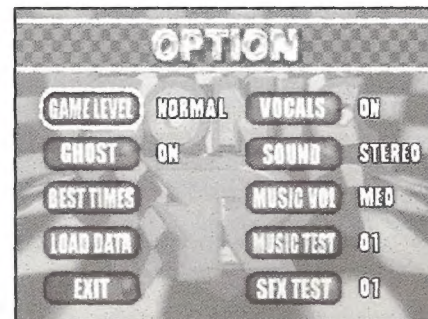 OPTION
GAME LEVEL NORMAL VOCALS ON
GHOST ON SOUND STEREO
BEST TIMES MUSIC VOL MED
LOAD DATA MUSIC TEST 01
EXIT SFX TEST 01